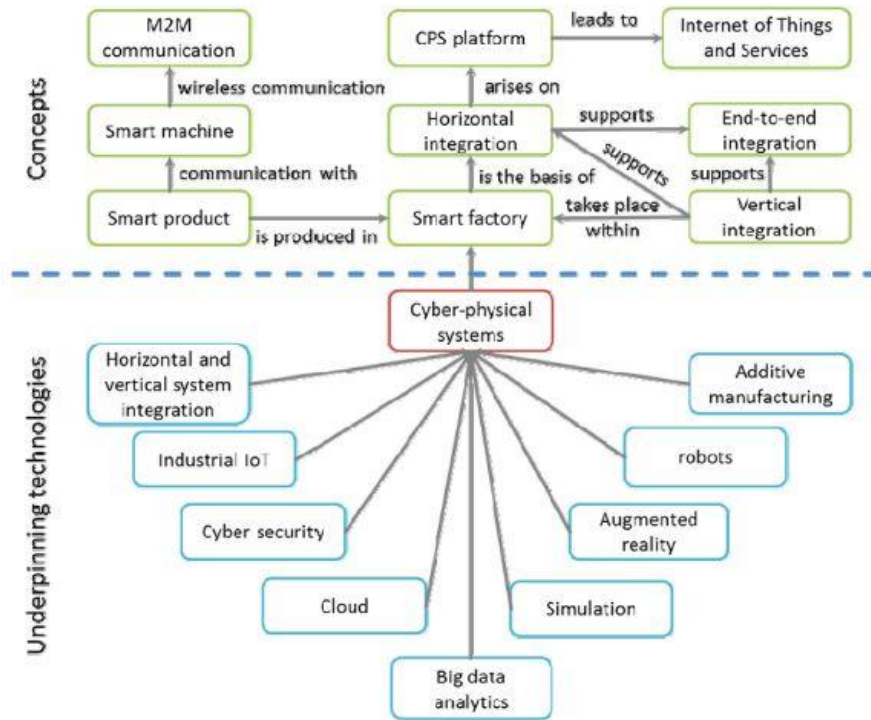 M2M
communication
CPS platform
leads to
Internet of Things
and Services
wireless communication
arises on
Smart machine
Horizontal
integration
supports
End-to-end
integration
communication with
is the basis of
supports
supports
Smart product
is produced in
Smart factory
takes place
within
Vertical
integration
Concepts
Cyber-physical
systems
Horizontal and
vertical system
integration
Additive
manufacturing
Industrial IoT
robots
Cyber security
Augmented
reality
Cloud
Simulation
Big data
analytics
Underpinning technologies